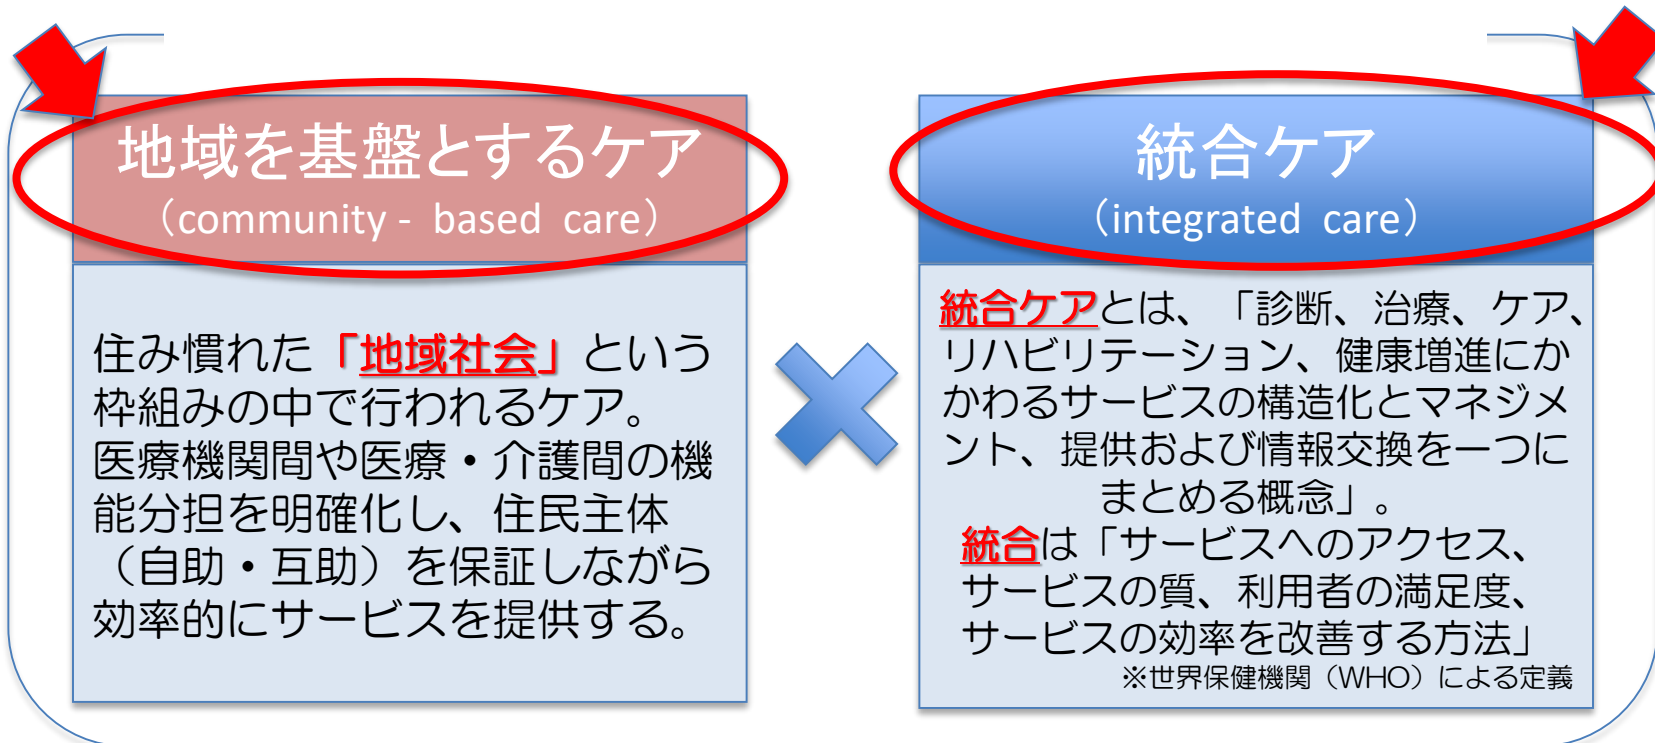 地域を基盤とするケア
（community - based care）
住み慣れた「地域社会」という
枠組みの中で行われるケア。
医療機関間や医療・介護間の機
能分担を明確化し、住民主体
（自助・互助）を保証しながら
効率的にサービスを提供する。
統合ケア
（integrated care）
統合ケアとは、「診断、治療、ケア、
リハビリテーション、健康増進にか
かわるサービスの構造化とマネジメ
ント、提供および情報交換を一つに
まとめる概念」。
統合は「サービスへのアクセス、
サービスの質、利用者の満足度、
サービスの効率を改善する方法」
※世界保健機関（WHO）による定義